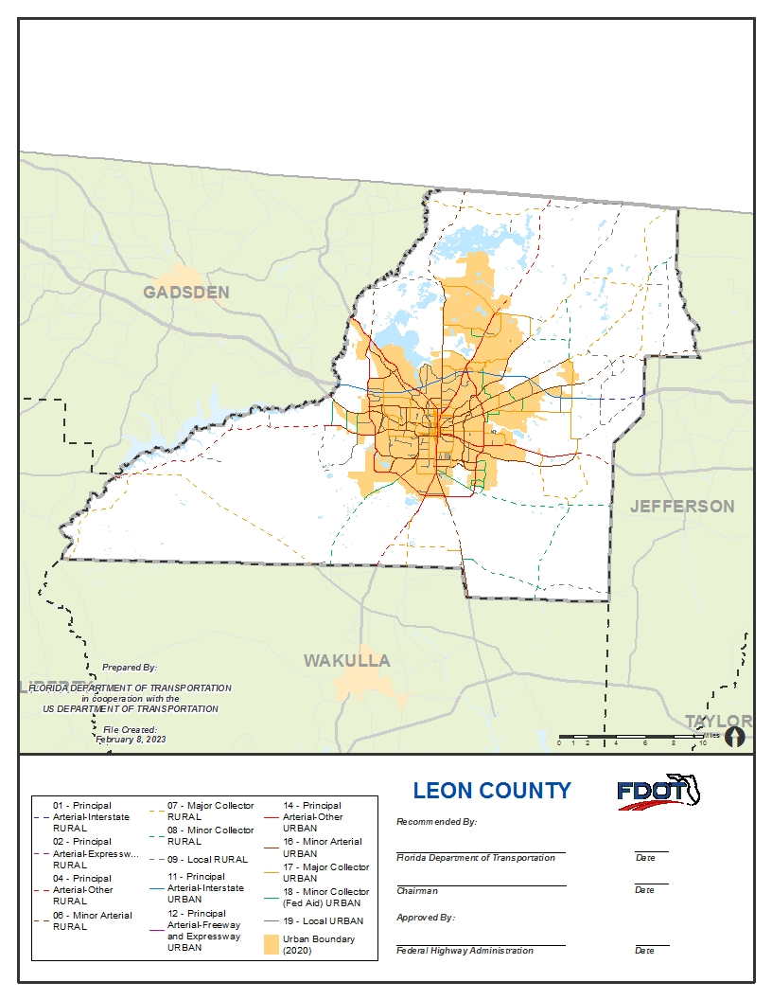 GADSDEN
JEFFERSON
WAKULLA
LIBERTY
TAYLOR
Prepared By:
FLORIDA DEPARTMENT OF TRANSPORTATION
in cooperation with the
US DEPARTMENT OF TRANSPORTATION
File Created:
February 8, 2023
Miles
0 1 2 4 6 8 10
01 - Principal
Arterial-Interstate
RURAL
02 - Principal
Arterial-Expressw...
RURAL
04 - Principal
Arterial-Other
RURAL
06 - Minor Arterial
RURAL
07 - Major Collector
RURAL
08 - Minor Collector
RURAL
09 - Local RURAL
11 - Principal
Arterial-Interstate
URBAN
12 - Principal
Arterial-Freeway
and Expressway
URBAN
14 - Principal
Arterial-Other
URBAN
16 - Minor Arterial
URBAN
17 - Major Collector
URBAN
18 - Minor Collector
(Fed Aid) URBAN
19 - Local URBAN
Urban Boundary
(2020)
LEON COUNTY
FDOT
Recommended By:
Florida Department of Transportation
Date
Chairman
Date
Approved By:
Federal Highway Administration
Date